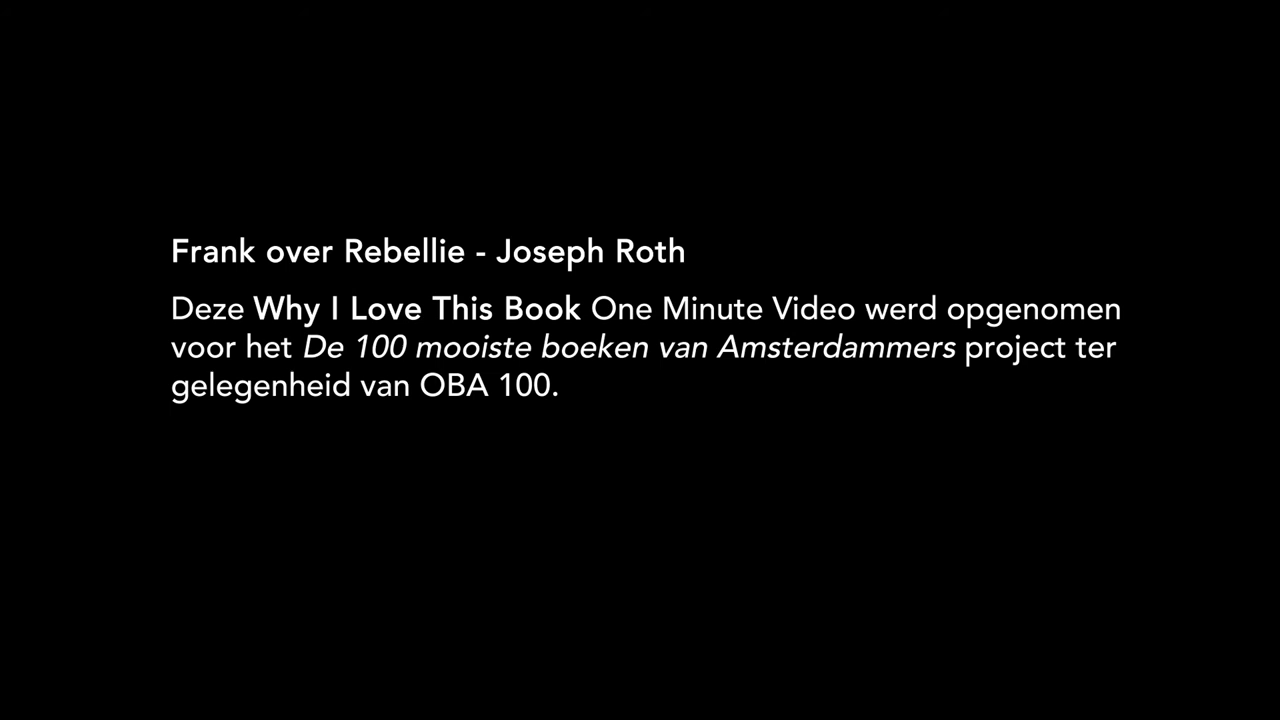 Frank over Rebellie - Joseph Roth
Deze Why I Love This Book One Minute Video werd opgenomen
voor het De 100 mooiste boeken van Amsterdammers project ter
gelegenheid van OBA 100.